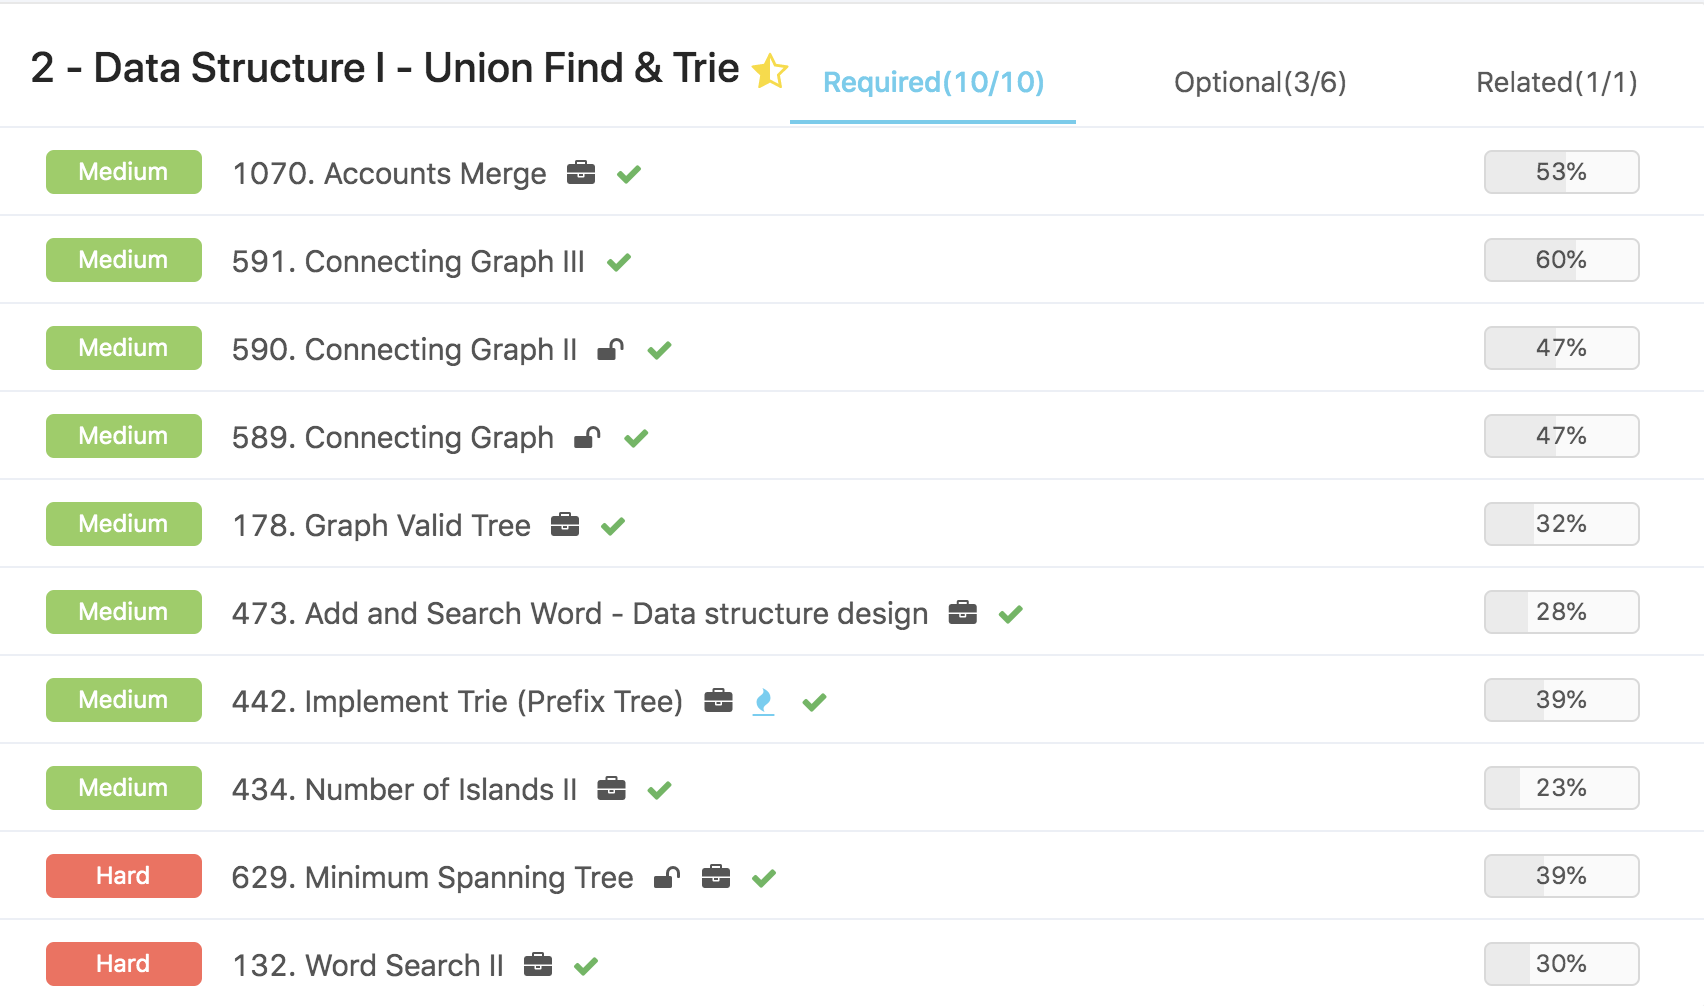 2 - Data Structure I - Union Find & Trie Required(10/10) Optional(3/6) Related(1/1)
Medium 1070. Accounts Merge 53%
Medium 591. Connecting Graph III 60%
Medium 590. Connecting Graph II 47%
Medium 589. Connecting Graph 47%
Medium 178. Graph Valid Tree 32%
Medium 473. Add and Search Word - Data structure design 28%
Medium 442. Implement Trie (Prefix Tree) 39%
Medium 434. Number of Islands II 23%
Hard 629. Minimum Spanning Tree 39%
Hard 132. Word Search II 30%